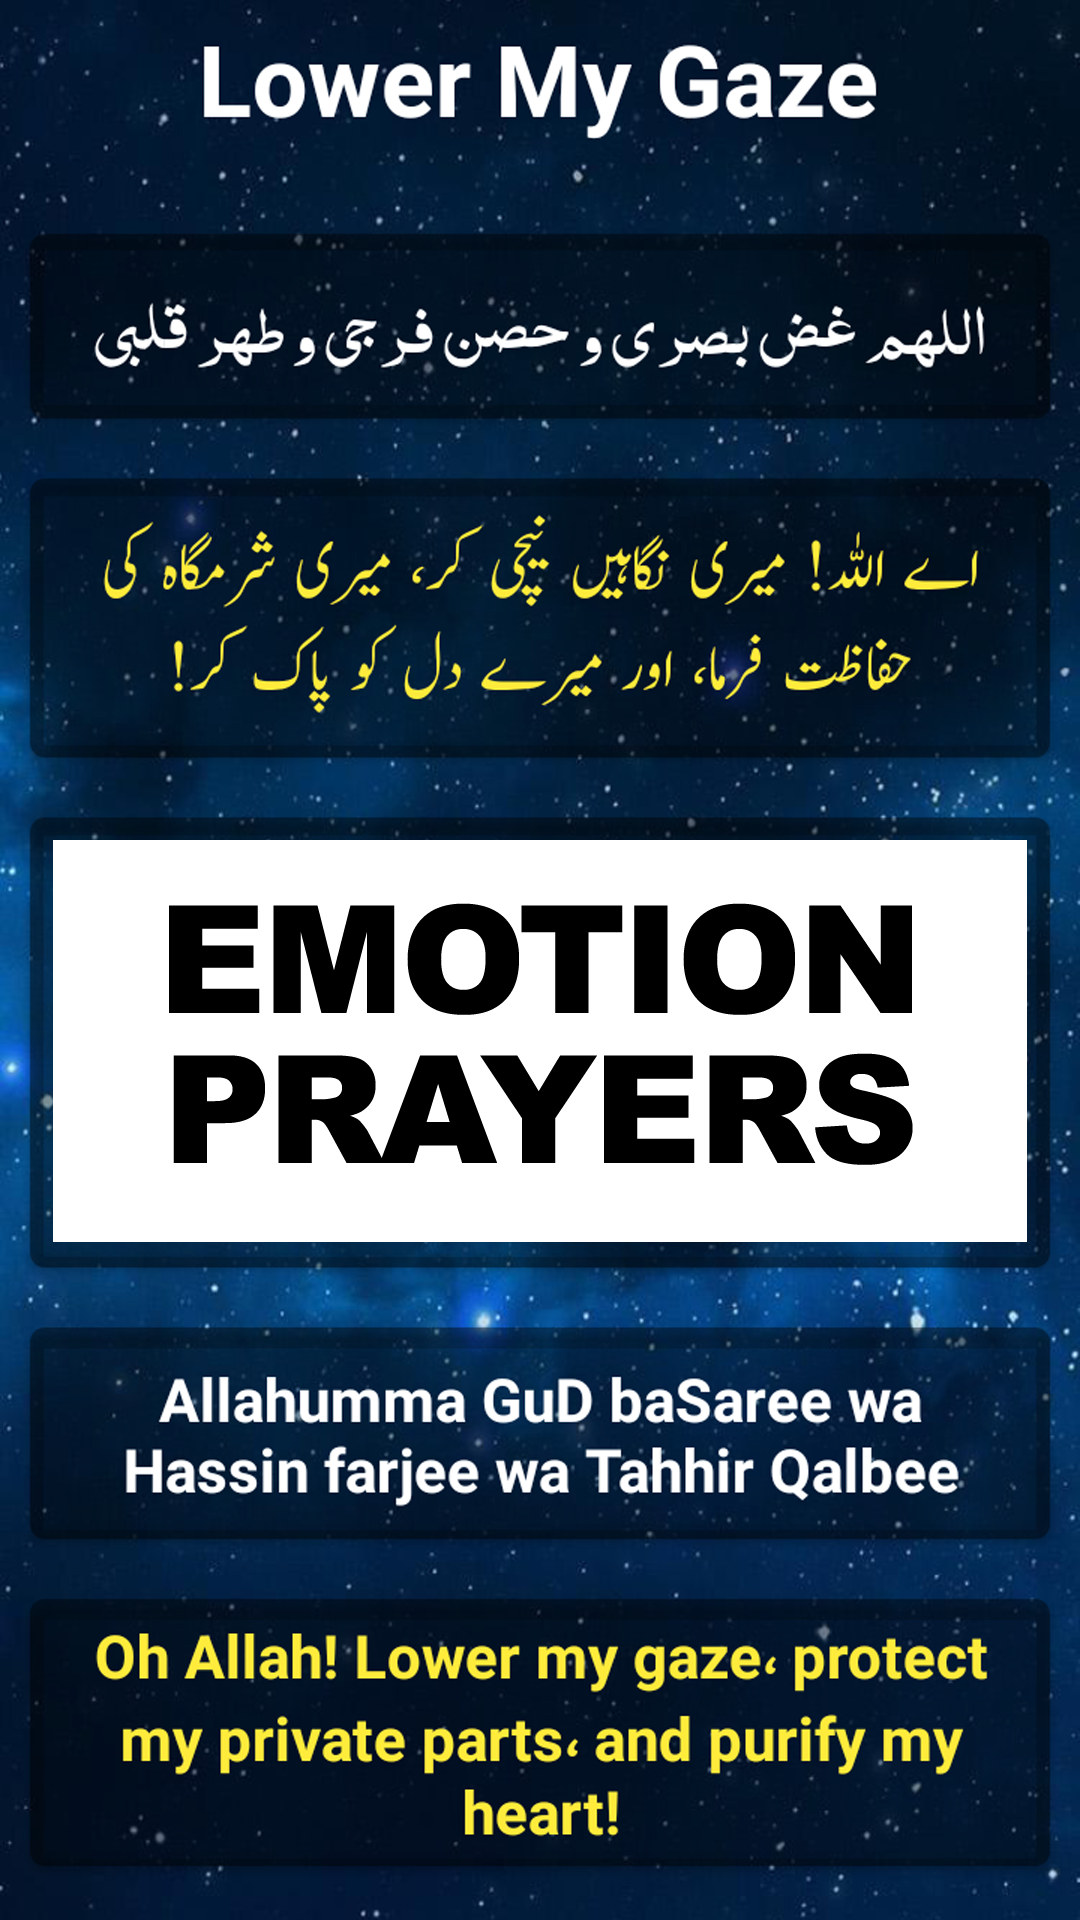 Lower My Gaze
اللهم غض بصری و حصن فرجی و طهر قلبی
اے اللہ! میری نگاہیں نیچی کر، میری شرمگاہ کی
حفاظت فرما، اور میرے دل کو پاک کر!
EMOTION
PRAYERS
Allahumma GuD baSaree wa
Hassin farjee wa Tahhir Qalbee
Oh Allah! Lower my gaze، protect
my private parts، and purify my
heart!